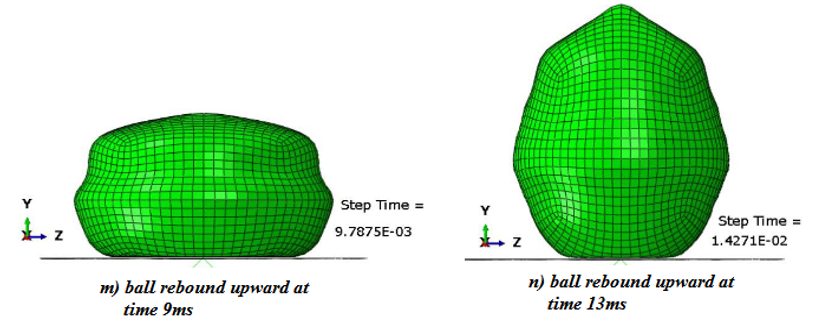 Y
Z
X
Step Time =
9.7875E-03
m) ball rebound upward at
time 9ms
Y
Z
X
Step Time =
1.4271E-02
n) ball rebound upward at
time 13ms